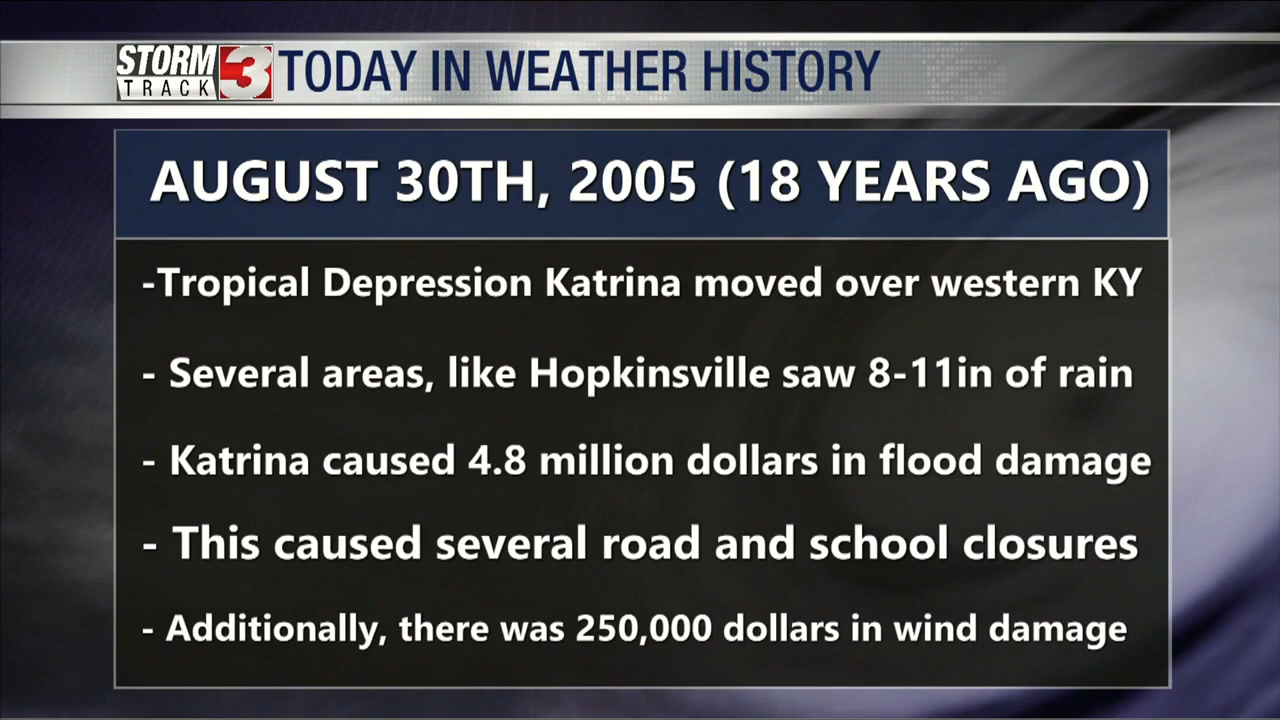 STORM TRACK 3 TODAY IN WEATHER HISTORY
AUGUST 30TH, 2005 (18 YEARS AGO)
-Tropical Depression Katrina moved over western KY
- Several areas, like Hopkinsville saw 8-11in of rain
- Katrina caused 4.8 million dollars in flood damage
- This caused several road and school closures
- Additionally, there was 250,000 dollars in wind damage